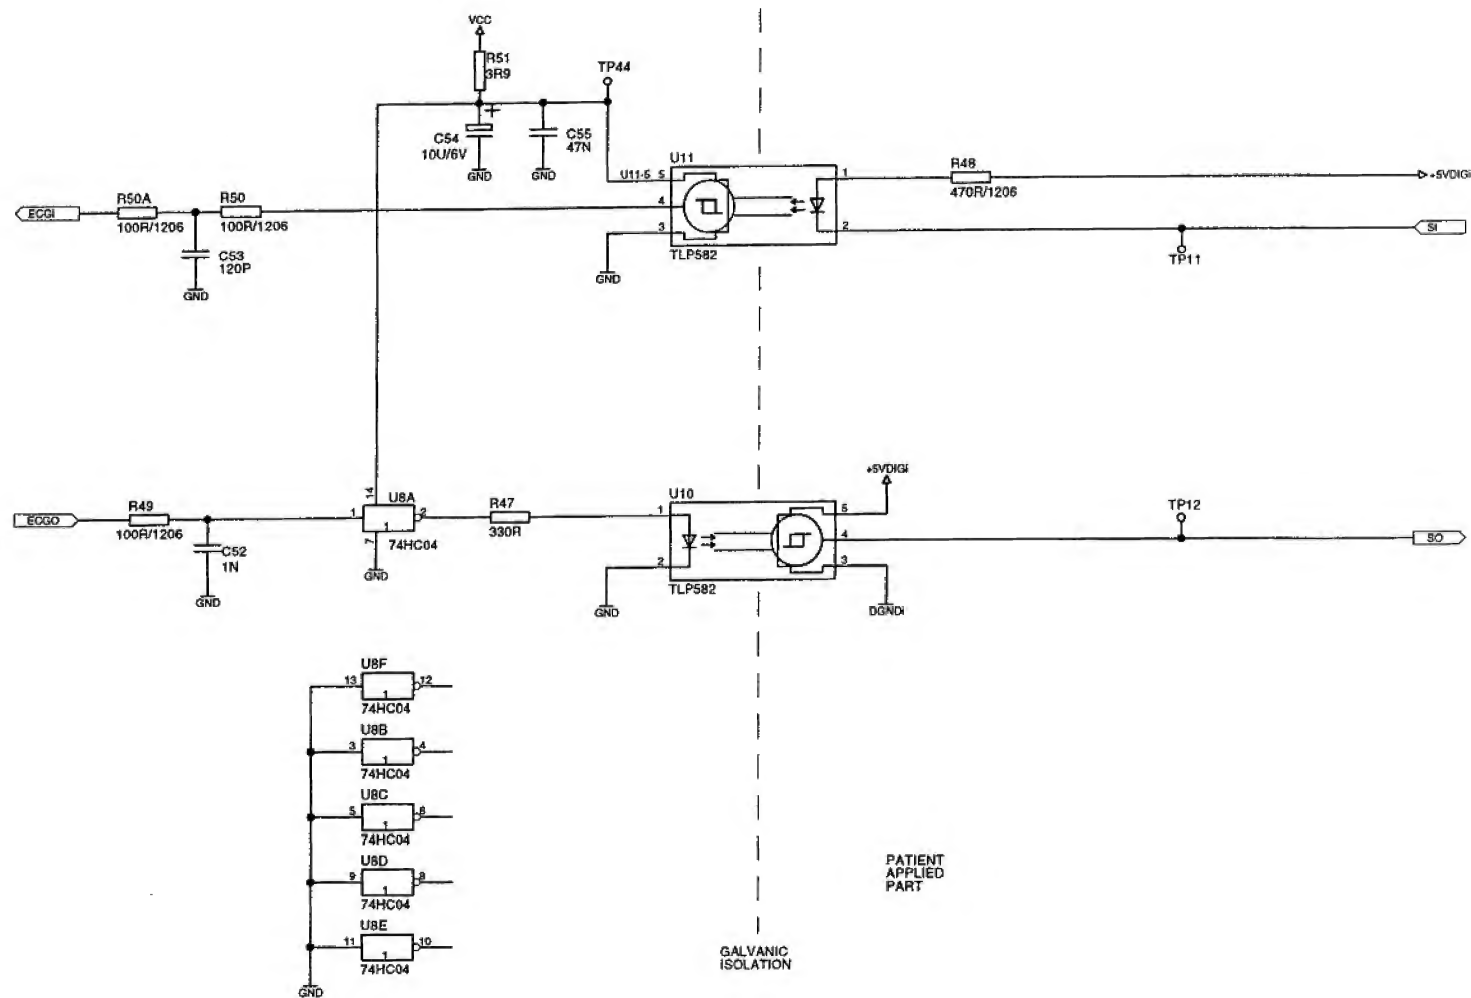 VCC
R51
3R9
TP44
+
C54
10U/6V
C55
47N
GND
GND
U11
U11-5 5
4
3
1
2
TLP582
GND
R48
470R/1206
+5VDIGi
SI
TP11
ECGI
R50A
100R/1206
R50
100R/1206
C53
120P
GND
ECGO
R49
100R/1206
C52
1N
GND
14
U8A
1
2
1
7
74HC04
GND
R47
330R
U10
1
2
5
4
3
TLP582
GND
+5VDIGi
DGNDi
TP12
SO
U8F
13
12
1
74HC04
U8B
3
4
1
74HC04
U8C
5
6
1
74HC04
U8D
9
8
1
74HC04
U8E
11
10
1
74HC04
GND
PATIENT
APPLIED
PART
GALVANIC
ISOLATION